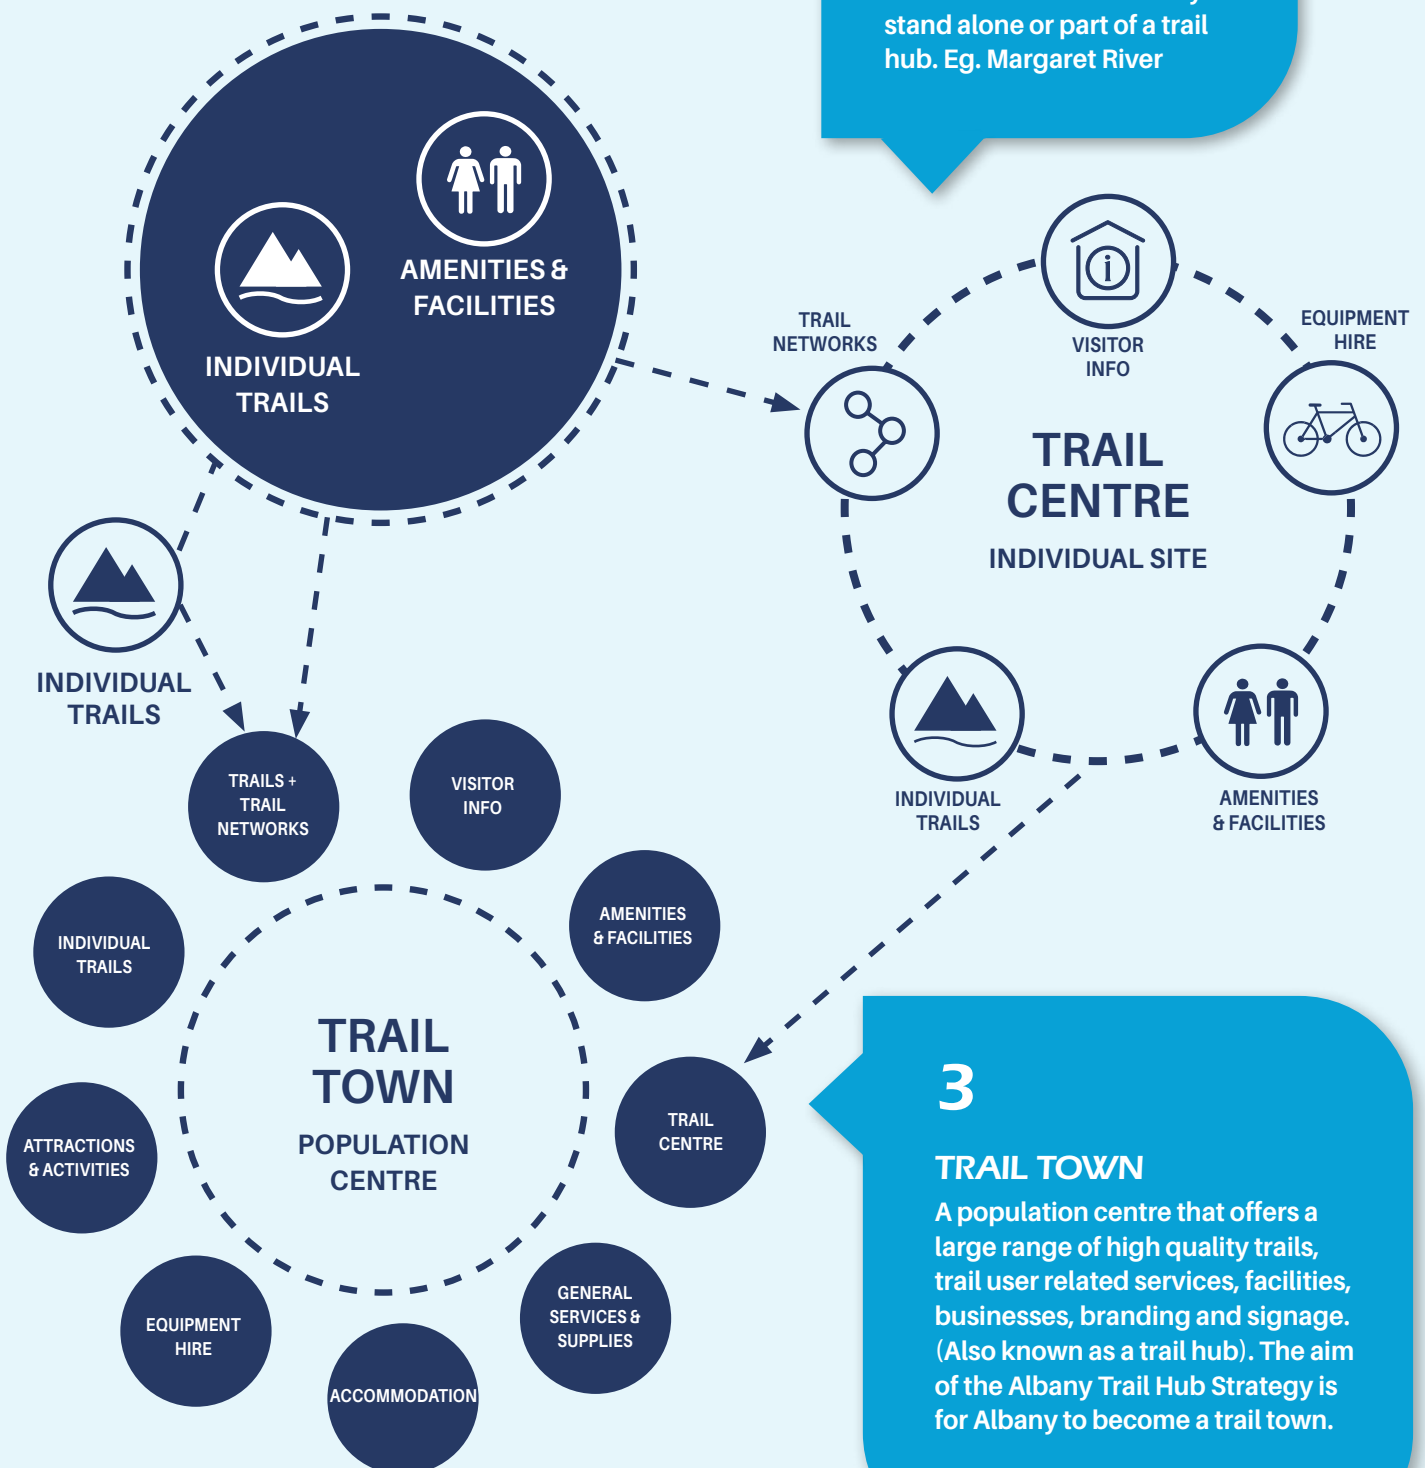 stand alone or part of a trail
hub. Eg. Margaret River
AMENITIES &
FACILITIES
INDIVIDUAL
TRAILS
TRAIL
NETWORKS
VISITOR
INFO
EQUIPMENT
HIRE
TRAIL
CENTRE
INDIVIDUAL SITE
INDIVIDUAL
TRAILS
AMENITIES
& FACILITIES
INDIVIDUAL
TRAILS
TRAILS +
TRAIL
NETWORKS
VISITOR
INFO
AMENITIES
& FACILITIES
INDIVIDUAL
TRAILS
TRAIL
TOWN
POPULATION
CENTRE
TRAIL
CENTRE
ATTRACTIONS
& ACTIVITIES
GENERAL
SERVICES &
SUPPLIES
EQUIPMENT
HIRE
ACCOMMODATION
3
TRAIL TOWN
A population centre that offers a
large range of high quality trails,
trail user related services, facilities,
businesses, branding and signage.
(Also known as a trail hub). The aim
of the Albany Trail Hub Strategy is
for Albany to become a trail town.